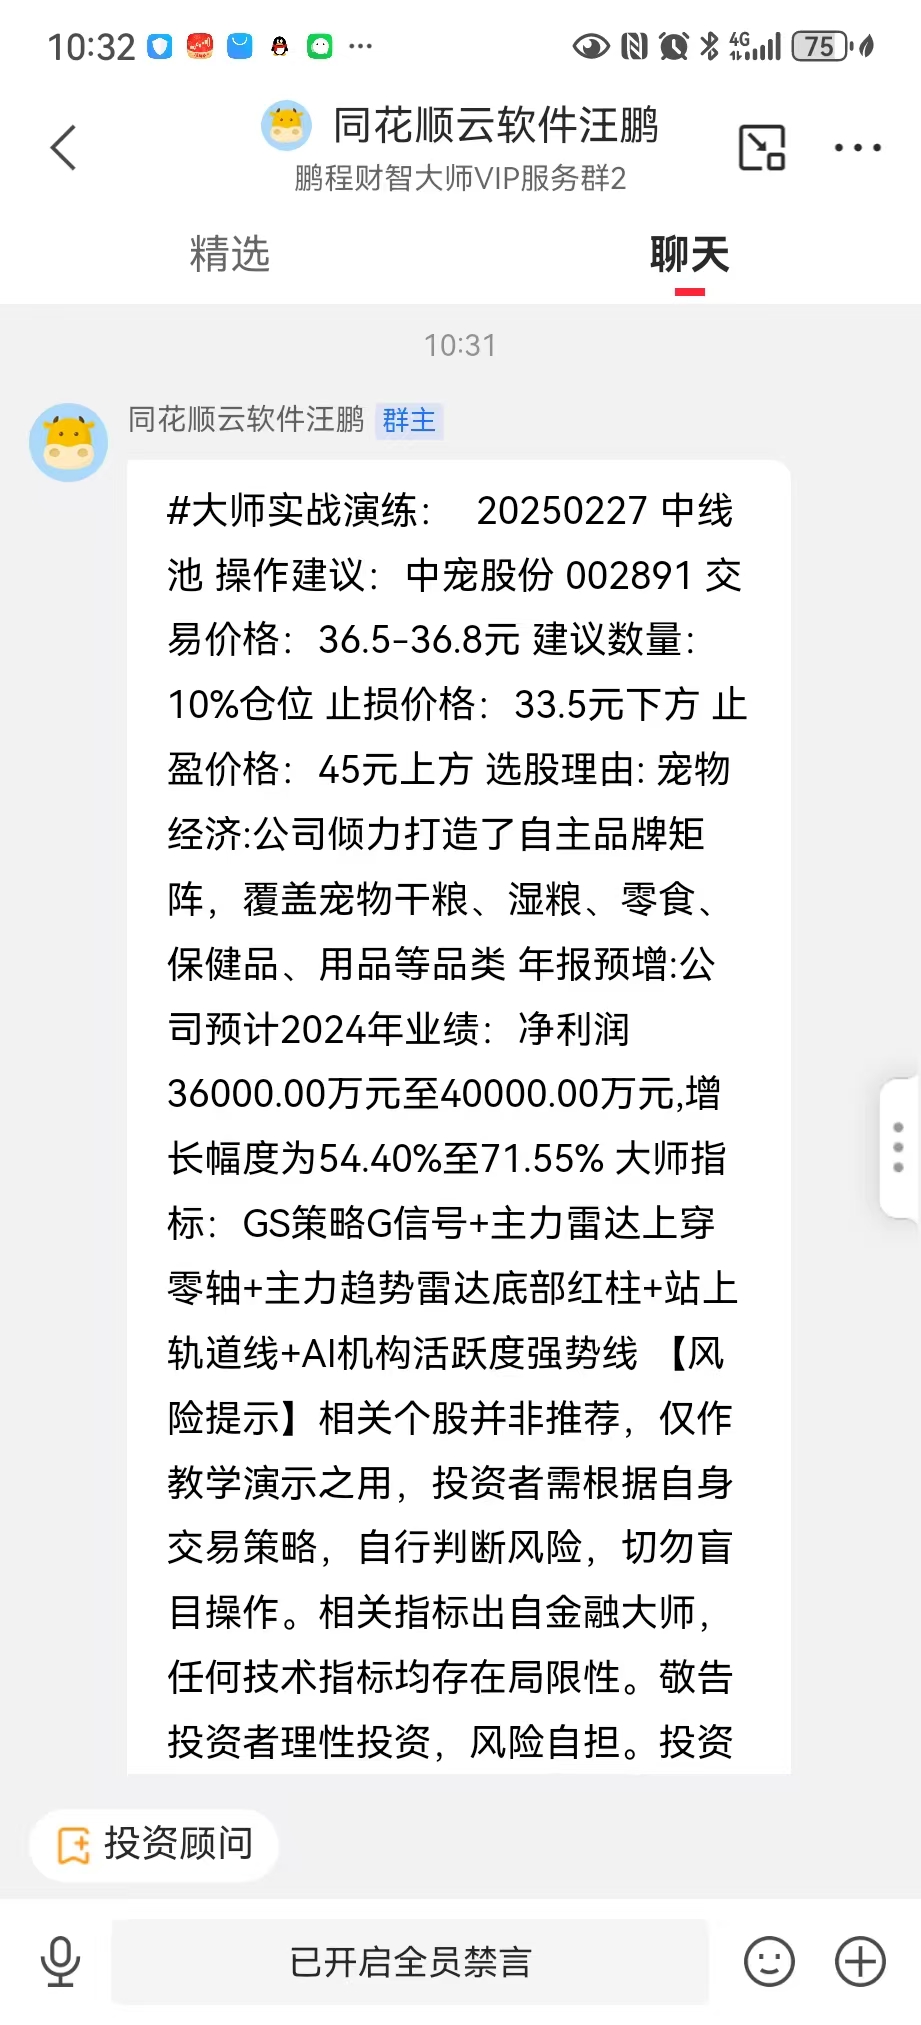 10:32
4G
75
同花顺云软件汪鹏
鹏程财智大师VIP服务群2
精选
聊天
10:31
同花顺云软件汪鹏 群主
#大师实战演练： 20250227 中线
池 操作建议：中宠股份 002891 交
易价格：36.5-36.8元 建议数量：
10%仓位 止损价格：33.5元下方 止
盈价格：45元上方 选股理由: 宠物
经济:公司倾力打造了自主品牌矩
阵，覆盖宠物干粮、湿粮、零食、
保健品、用品等品类 年报预增:公
司预计2024年业绩：净利润
36000.00万元至40000.00万元,增
长幅度为54.40%至71.55% 大师指
标：GS策略G信号+主力雷达上穿
零轴+主力趋势雷达底部红柱+站上
轨道线+AI机构活跃度强势线 【风
险提示】相关个股并非推荐，仅作
教学演示之用，投资者需根据自身
交易策略，自行判断风险，切勿盲
目操作。相关指标出自金融大师，
任何技术指标均存在局限性。敬告
投资者理性投资，风险自担。投资
投资顾问
已开启全员禁言